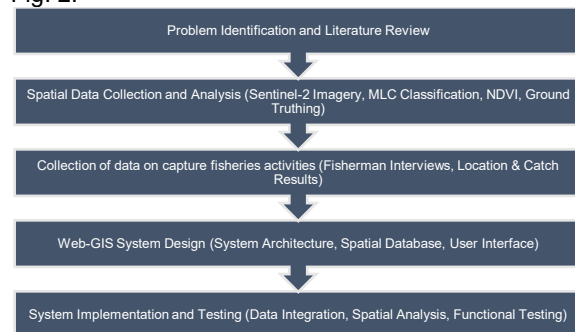 Fig. 2.
Problem Identification and Literature Review
Spatial Data Collection and Analysis (Sentinel-2 Imagery, MLC Classification, NDVI, Ground
Truthing)
Collection of data on capture fisheries activities (Fisherman Interviews, Location & Catch
Results)
Web-GIS System Design (System Architecture, Spatial Database, User Interface)
System Implementation and Testing (Data Integration, Spatial Analysis, Functional Testing)